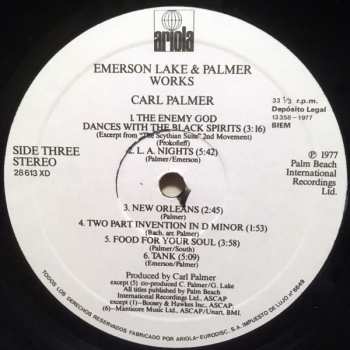 ariola
EMERSON LAKE & PALMER
WORKS
CARL PALMER
33 1/3 r.p.m.
Depósito Legal
13358-1977
BIEM
1. THE ENEMY GOD
DANCES WITH THE BLACK SPIRITS (3:16)
(Excerpt from "The Scythian Suite" 2nd Movement)
(Prokofieff)
2. L.A. NIGHTS (5:42)
(Palmer/Emerson)
SIDE THREE
STEREO
28 613 XD
℗ 1977
Palm Beach
International
Recordings
Ltd.
3. NEW ORLEANS (2:45)
(Palmer)
4. TWO PART INVENTION IN D MINOR (1:53)
(Bach, arr. Palmer)
5. FOOD FOR YOUR SOUL (3:58)
(Palmer/South)
6. TANK (5:09)
(Emerson/Palmer)
Produced by Carl Palmer
except (5) co-produced C. Palmer/G. Lake
All titles published by Palm Beach
International Recordings Ltd., ASCAP
except (1)-(Boosey & Hawkes Inc., ASCAP)
(6)-(Manticore Music Ltd., ASCAP/Unart, BMI)
TODOS LOS DERECHOS RESERVADOS FABRICADO POR ARIOLA-EURODISC, S.A. IMPUESTO DE LUJO nº 6649